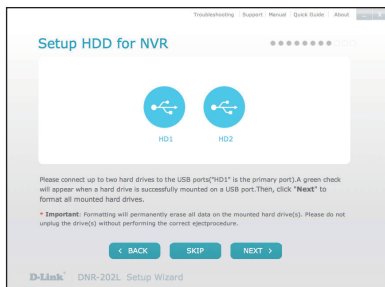 Troubleshooting Support Manual Quick Guide About
Setup HDD for NVR
HD1 HD2
Please connect up to two hard drives to the USB ports("HD1" is the primary port).A green check
will appear when a hard drive is successfully mounted on a USB port.Then, click "Next" to
format all mounted hard drives.
* Important: Formatting will permanently erase all data on the mounted hard drive(s). Please do not
unplug the drive(s) without performing the correct ejectprocedure.
< BACK SKIP NEXT >
D-Link DNR-202L Setup Wizard